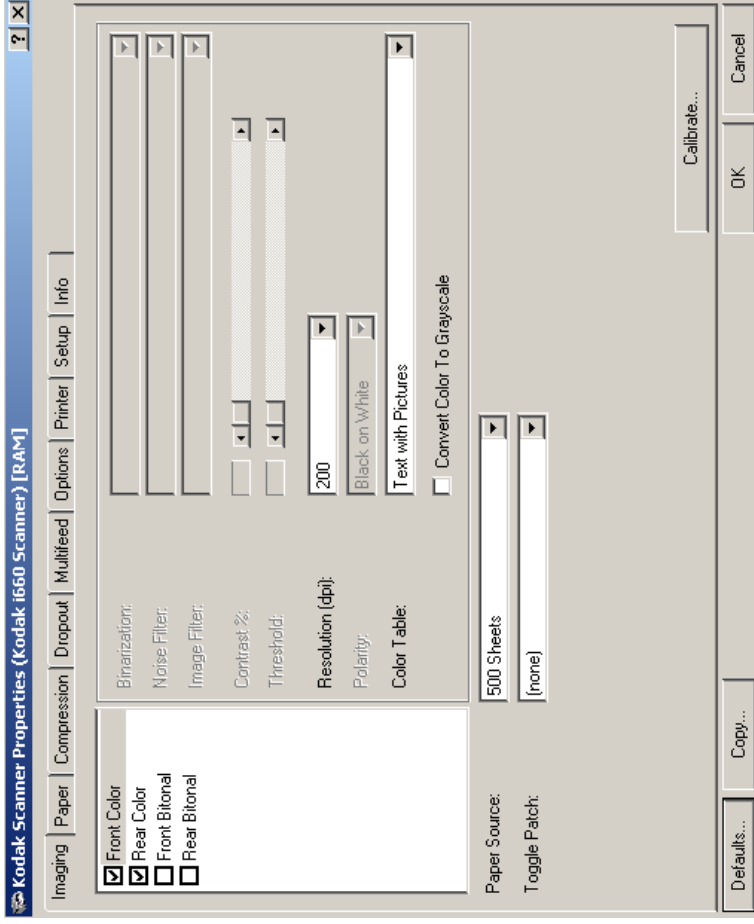 Kodak Scanner Properties (Kodak i660 Scanner) [RAM]
Imaging Paper Compression Dropout Multifeed Options Printer Setup Info
Front Color
Rear Color
Front Bitonal
Rear Bitonal
Binarization:
Noise Filter:
Image Filter:
Contrast %:
Threshold:
Resolution (dpi): 200
Polarity: Black on White
Color Table: Text with Pictures
Convert Color To Grayscale
Paper Source: 500 Sheets
Toggle Patch: (none)
Calibrate...
Defaults... Copy... OK Cancel